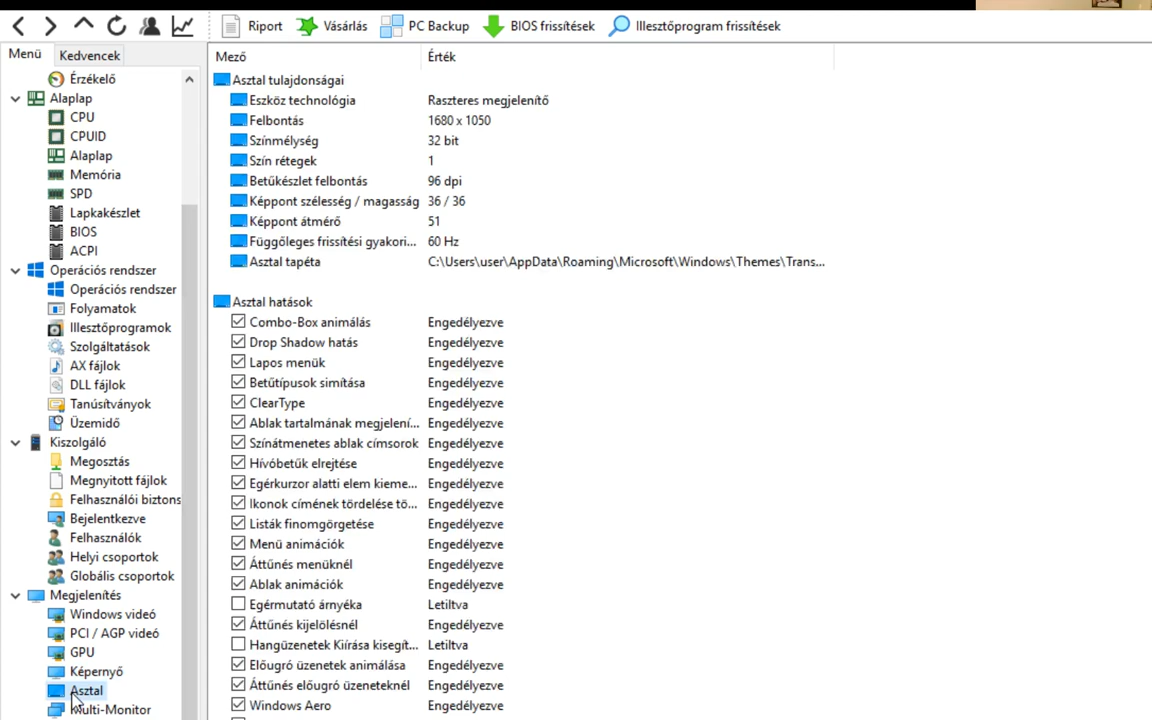 Riport Vásárlás PC Backup BIOS frissítések Illesztőprogram frissítések
Menü Kedvencek
Érzékelő
Alaplap
CPU
CPUID
Alaplap
Memória
SPD
Lapkakészlet
BIOS
ACPI
Operációs rendszer
Operációs rendszer
Folyamatok
Illesztőprogramok
Szolgáltatások
AX fájlok
DLL fájlok
Tanúsítványok
Üzemidő
Kiszolgáló
Megosztás
Megnyitott fájlok
Felhasználói biztons
Bejelentkezve
Felhasználók
Helyi csoportok
Globális csoportok
Megjelenítés
Windows videó
PCI / AGP videó
GPU
Képernyő
Asztal
Multi-Monitor
Mező Érték
Asztal tulajdonságai
Eszköz technológia Raszteres megjelenítő
Felbontás 1680 x 1050
Színmélység 32 bit
Szín rétegek 1
Betűkészlet felbontás 96 dpi
Képpont szélesség / magasság 36 / 36
Képpont átmérő 51
Függőleges frissítési gyakori... 60 Hz
Asztal tapéta C:\Users\user\AppData\Roaming\Microsoft\Windows\Themes\Trans...
Asztal hatások
Combo-Box animálás Engedélyezve
Drop Shadow hatás Engedélyezve
Lapos menük Engedélyezve
Betűtípusok simítása Engedélyezve
ClearType Engedélyezve
Ablak tartalmának megjelení... Engedélyezve
Színátmenetes ablak címsorok Engedélyezve
Hívóbetűk elrejtése Engedélyezve
Egérkurzor alatti elem kieme... Engedélyezve
Ikonok címének tördelése tö... Engedélyezve
Listák finomgörgetése Engedélyezve
Menü animációk Engedélyezve
Áttűnés menüknél Engedélyezve
Ablak animációk Engedélyezve
Egérmutató árnyéka Letiltva
Áttűnés kijelölésnél Engedélyezve
Hangüzenetek Kiírása kisegít... Letiltva
Előugró üzenetek animálása Engedélyezve
Áttűnés előugró üzeneteknél Engedélyezve
Windows Aero Engedélyezve